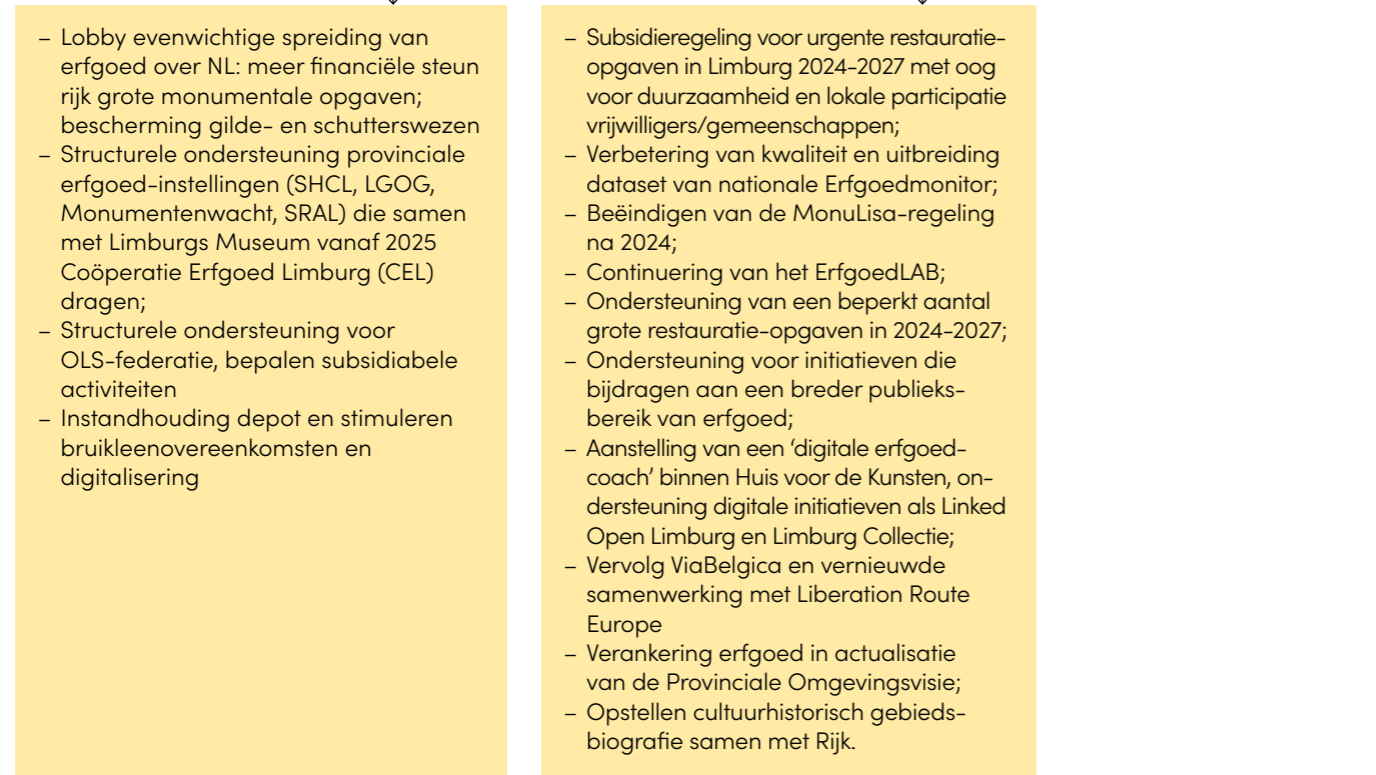 – Lobby evenwichtige spreiding van
erfgoed over NL: meer financiële steun
rijk grote monumentale opgaven;
bescherming gilde- en schutterswezen
– Structurele ondersteuning provinciale
erfgoed-instellingen (SHCL, LGOG,
Monumentenwacht, SRAL) die samen
met Limburgs Museum vanaf 2025
Coöperatie Erfgoed Limburg (CEL)
dragen;
– Structurele ondersteuning voor
OLS-federatie, bepalen subsidiabele
activiteiten
– Instandhouding depot en stimuleren
bruikleenovereenkomsten en
digitalisering
– Subsidieregeling voor urgente restauratie-
opgaven in Limburg 2024-2027 met oog
voor duurzaamheid en lokale participatie
vrijwilligers/gemeenschappen;
– Verbetering van kwaliteit en uitbreiding
dataset van nationale Erfgoedmonitor;
– Beëindigen van de MonuLisa-regeling
na 2024;
– Continuering van het ErfgoedLAB;
– Ondersteuning van een beperkt aantal
grote restauratie-opgaven in 2024-2027;
– Ondersteuning voor initiatieven die
bijdragen aan een breder publieks-
bereik van erfgoed;
– Aanstelling van een ‘digitale erfgoed-
coach’ binnen Huis voor de Kunsten, on-
dersteuning digitale initiatieven als Linked
Open Limburg en Limburg Collectie;
– Vervolg ViaBelgica en vernieuwde
samenwerking met Liberation Route
Europe
– Verankering erfgoed in actualisatie
van de Provinciale Omgevingsvisie;
– Opstellen cultuurhistorisch gebieds-
biografie samen met Rijk.